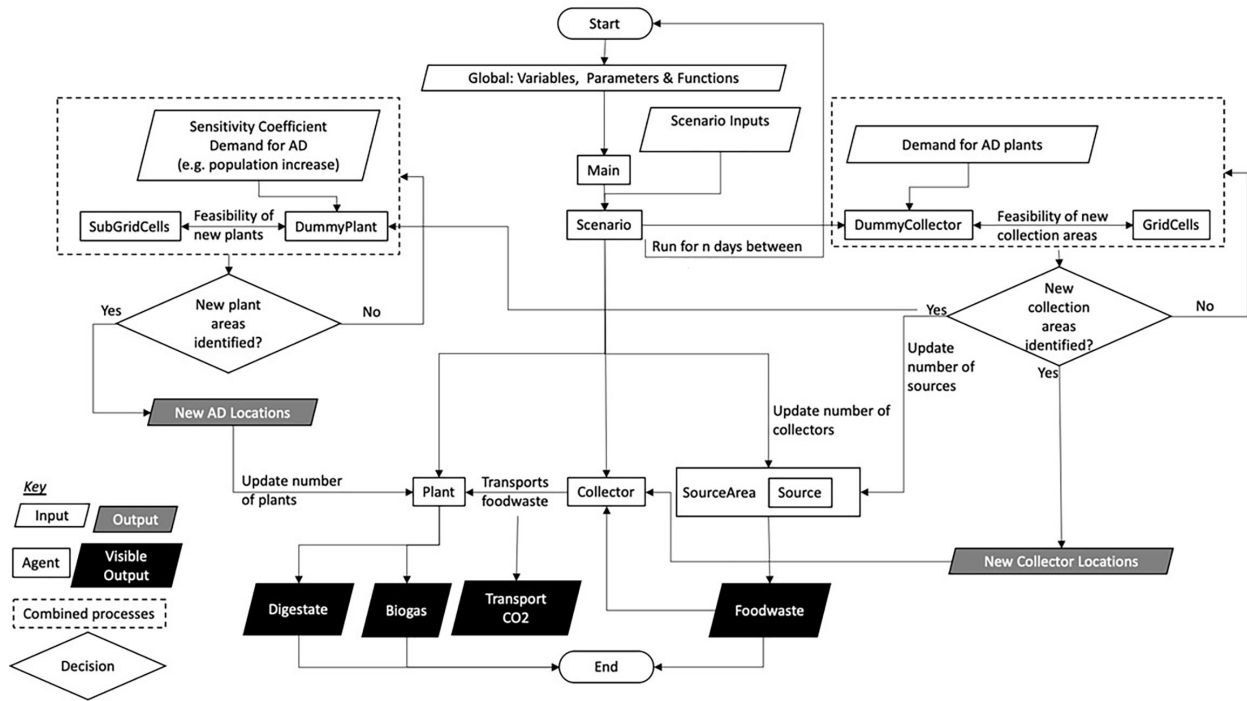 Start
Global: Variables, Parameters & Functions
Sensitivity Coefficient
Demand for AD
(e.g. population increase)
Scenario Inputs
Demand for AD plants
Main
SubGridCells
Feasibility of
new plants
DummyPlant
Scenario
Run for n days between
DummyCollector
Feasibility of new
collection areas
GridCells
Yes
New plant
areas
identified?
No
Yes
New
collection
areas
identified?
No
Update
number of
sources
Yes
New AD Locations
Update number of
collectors
Update number
of plants
Plant
Transports
foodwaste
Collector
SourceArea
Source
New Collector Locations
Digestate
Biogas
Transport
CO2
Foodwaste
End
Key
Input
Output
Agent
Visible
Output
Combined processes
Decision